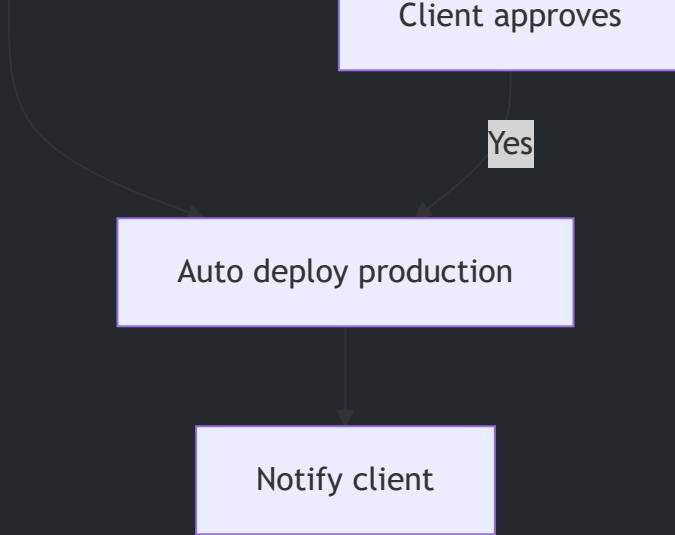 Client approves
Yes
Auto deploy production
Notify client